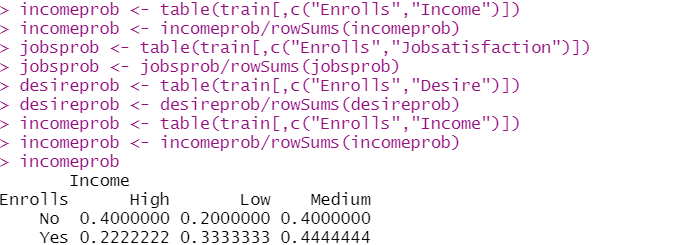 > incomeprob <- table(train[,c("Enrolls","Income")])
> incomeprob <- incomeprob/rowSums(incomeprob)
> jobsprob <- table(train[,c("Enrolls","Jobsatisfaction")])
> jobsprob <- jobsprob/rowSums(jobsprob)
> desireprob <- table(train[,c("Enrolls","Desire")])
> desireprob <- desireprob/rowSums(desireprob)
> incomeprob <- table(train[,c("Enrolls","Income")])
> incomeprob <- incomeprob/rowSums(incomeprob)
> incomeprob
       Income
Enrolls      High       Low    Medium
    No  0.4000000 0.2000000 0.4000000
    Yes 0.2222222 0.3333333 0.4444444